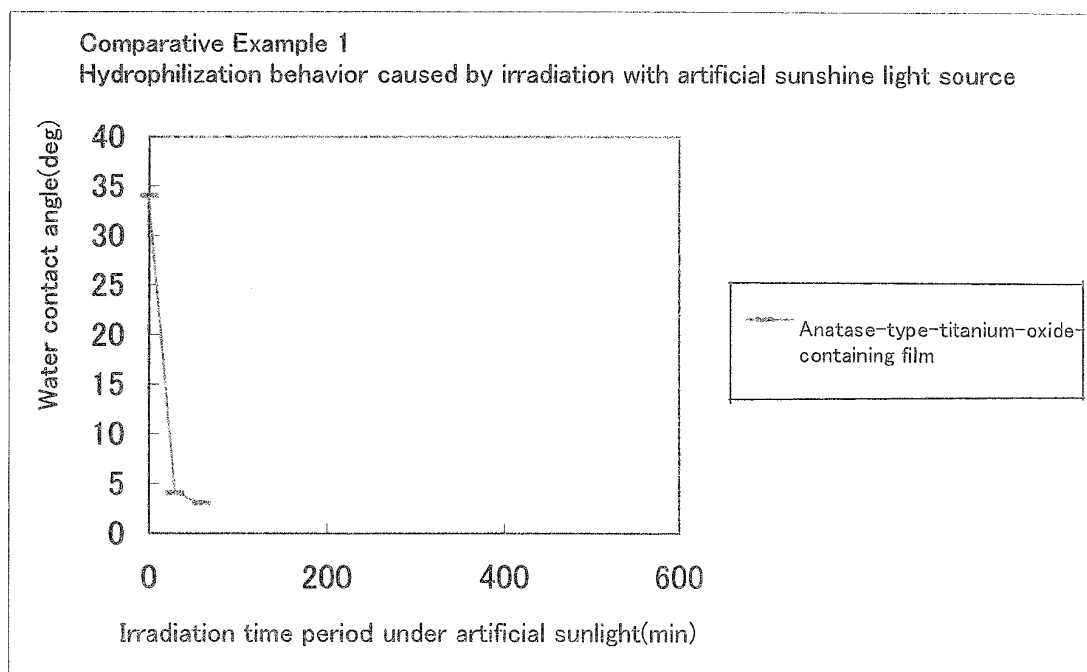 Comparative Example 1
Hydrophilization behavior caused by irradiation with artificial sunshine light source
Water contact angle(deg)
40
35
30
25
20
15
10
5
0
0 200 400 600
Irradiation time period under artificial sunlight(min)
Anatase-type-titanium-oxide-
containing film